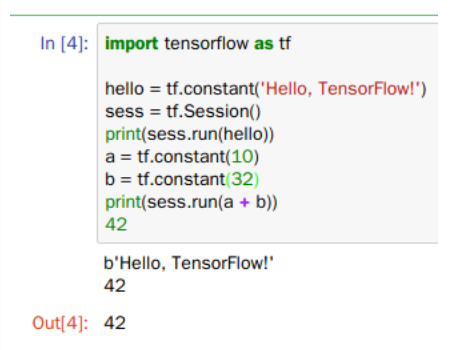 In [4]: import tensorflow as tf
hello = tf.constant('Hello, TensorFlow!')
sess = tf.Session()
print(sess.run(hello))
a = tf.constant(10)
b = tf.constant(32)
print(sess.run(a + b))
42
b'Hello, TensorFlow!'
42
Out[4]: 42